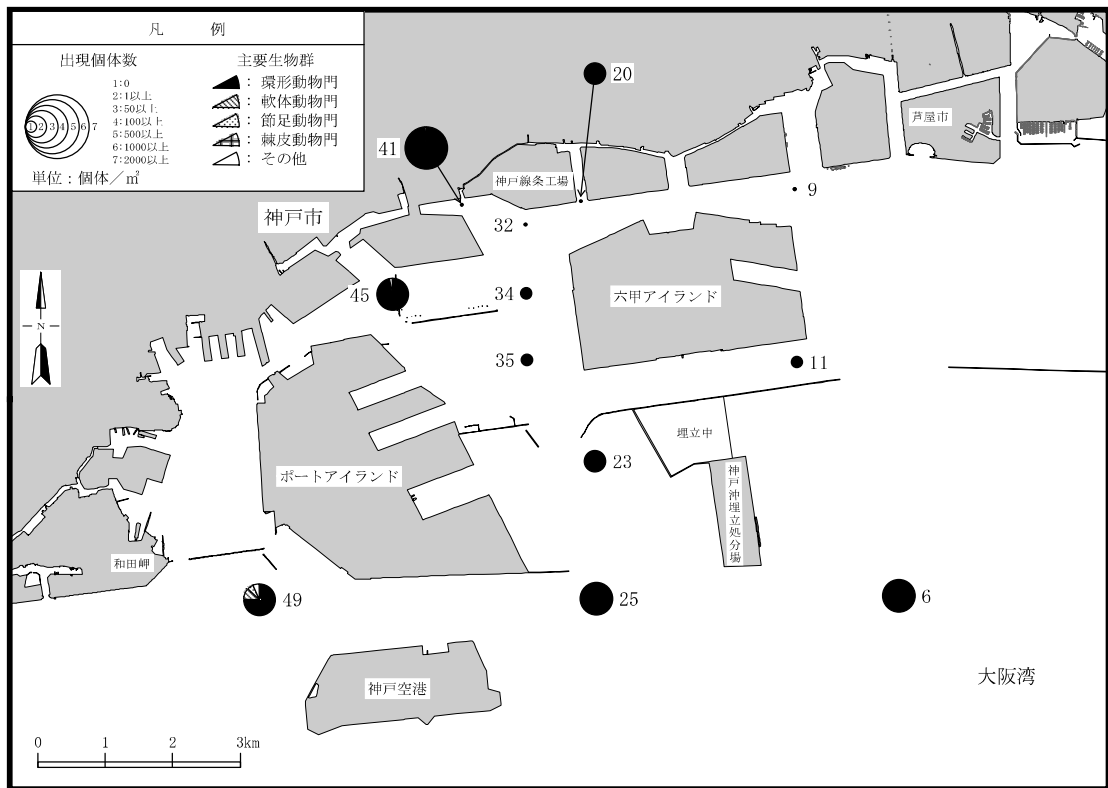 凡 例
出現個体数
1:0
2:1以上
3:50以上
4:100以上
5:500以上
6:1000以上
7:2000以上
1 2 3 4 5 6 7
単位：個体／㎡
主要生物群
：環形動物門
：軟体動物門
：節足動物門
：棘皮動物門
：その他
20
41
芦屋市
神戸線条工場
9
神戸市
32
45
34
六甲アイランド
N
35
11
埋立中
23
ポートアイランド
神戸沖埋立処分場
和田岬
49
25
6
大阪湾
神戸空港
0 1 2 3km